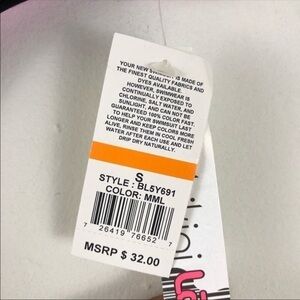 YOUR NEW SWIMSUIT IS MADE OF
THE FINEST QUALITY FABRICS AND
DYES AVAILABLE.
HOWEVER, SWIMWEAR IS
CONTINUALLY EXPOSED TO
CHLORINE, SALT WATER, AND
SUNLIGHT, AND CAN NOT BE
GUARANTEED 100% COLOR FAST.
TO HELP YOUR SWIMSUIT LAST
LONGER AND KEEP COLORS MORE
ALIVE, RINSE THEM IN COOL FRESH
WATER AFTER EACH USE AND LET
DRIP DRY NATURALLY.
S
STYLE : BL5Y691
COLOR: MML
7 26419 76652 7
MSRP $ 32.00